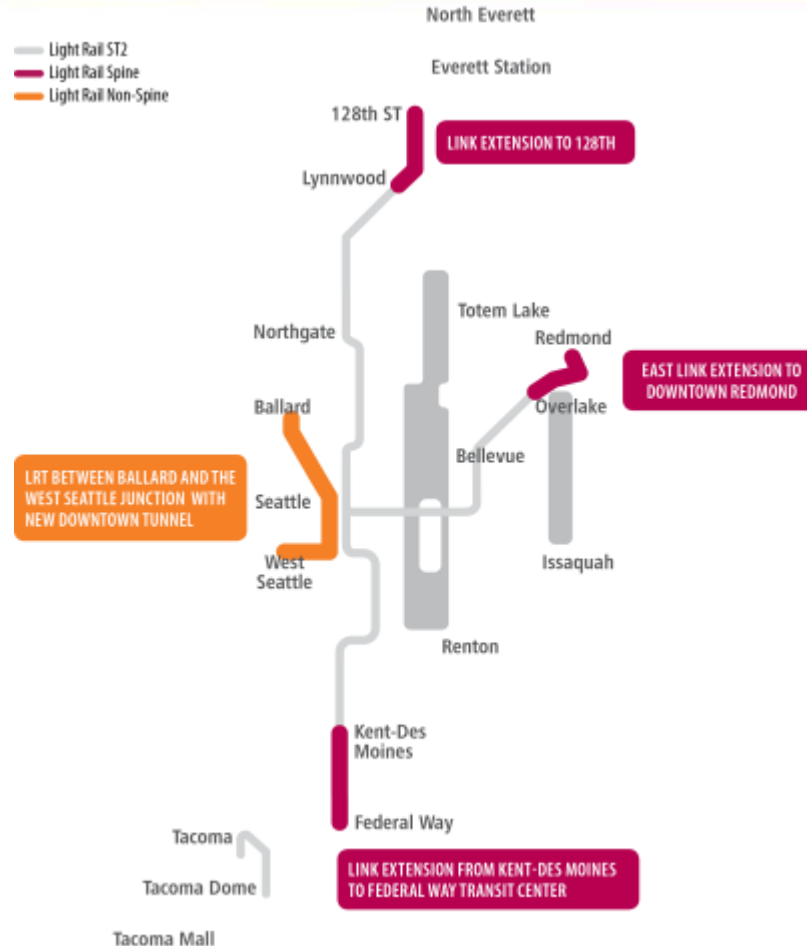 North Everett
Light Rail ST2
Light Rail Spine
Light Rail Non-Spine
Everett Station
128th ST
LINK EXTENSION TO 128TH
Lynnwood
Totem Lake
Northgate
Redmond
EAST LINK EXTENSION TO
DOWNTOWN REDMOND
Ballard
Overlake
Bellevue
LRT BETWEEN BALLARD AND THE
WEST SEATTLE JUNCTION WITH
NEW DOWNTOWN TUNNEL
Seattle
West
Seattle
Issaquah
Renton
Kent-Des
Moines
Federal Way
Tacoma
LINK EXTENSION FROM KENT-DES MOINES
TO FEDERAL WAY TRANSIT CENTER
Tacoma Dome
Tacoma Mall